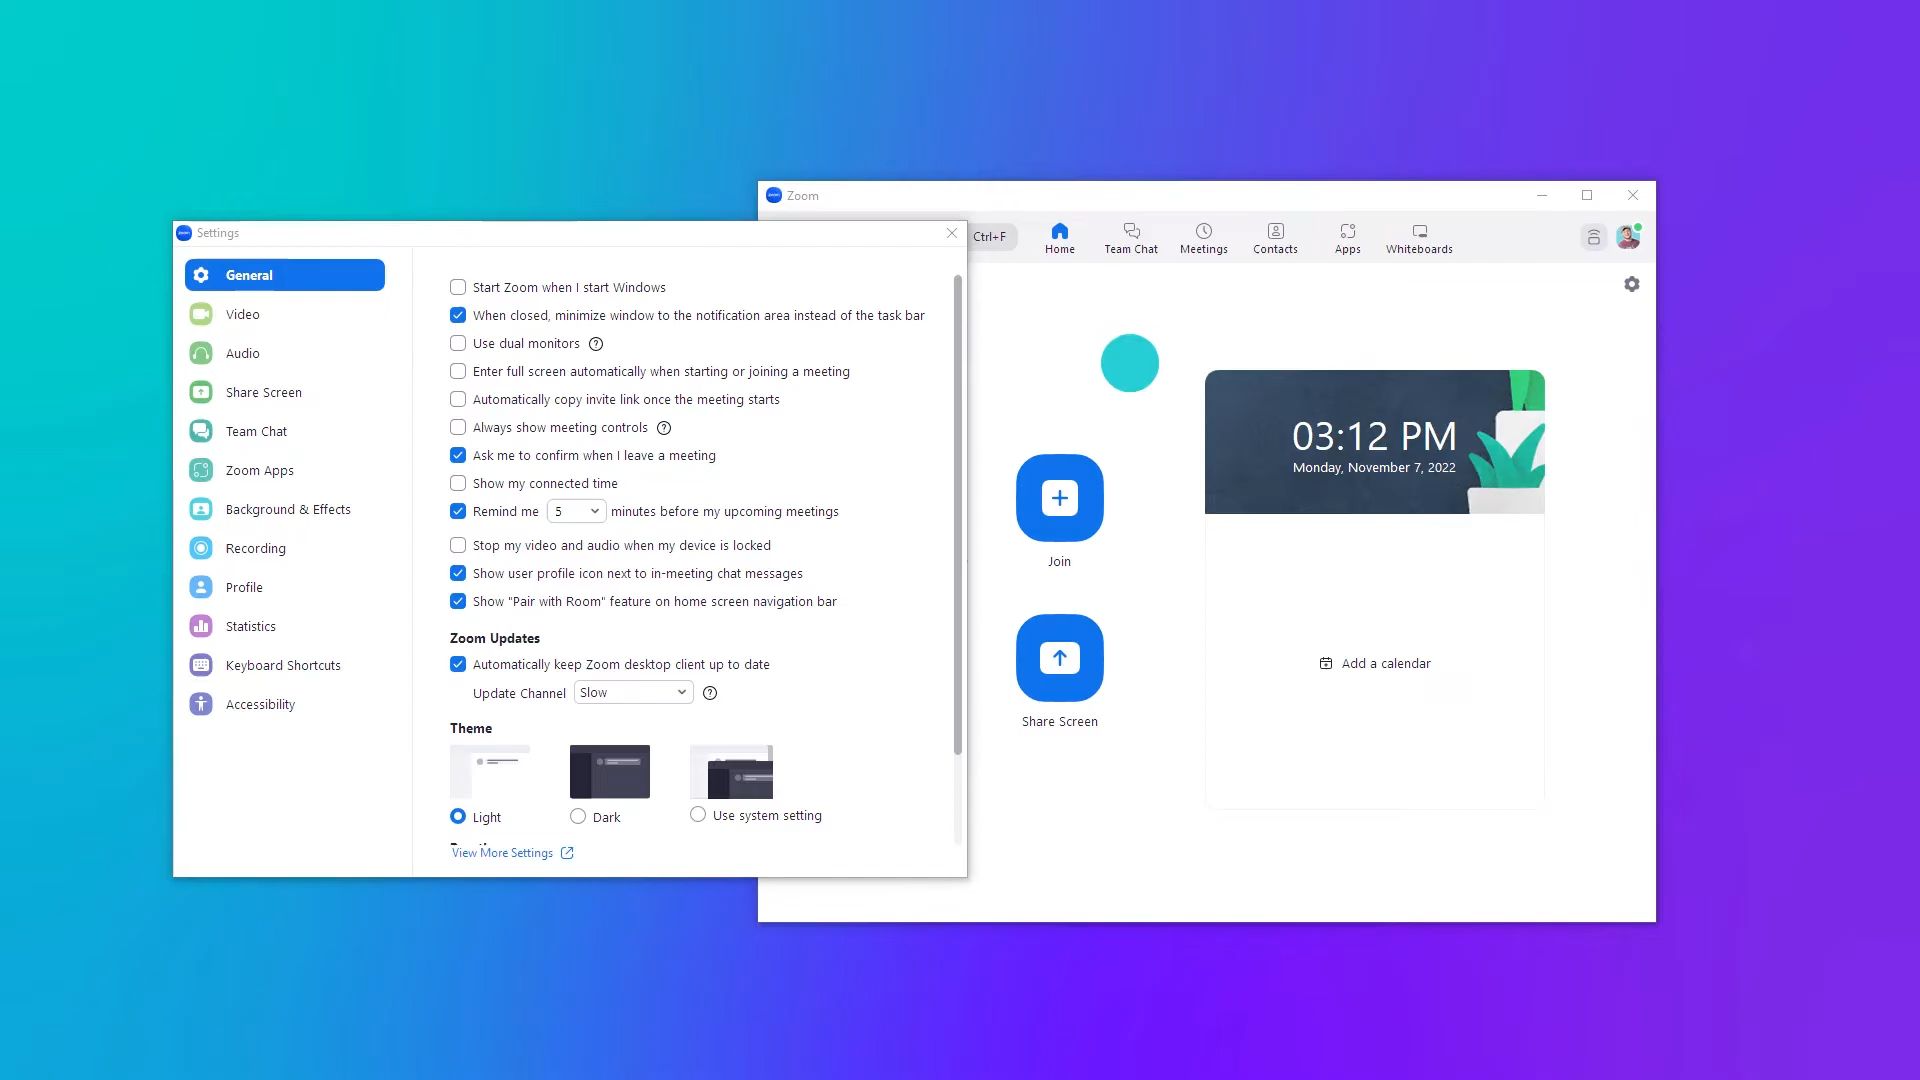 Zoom
Ctrl+F
Home
Team Chat
Meetings
Contacts
Apps
Whiteboards
Settings
General
Video
Audio
Share Screen
Team Chat
Zoom Apps
Background & Effects
Recording
Profile
Statistics
Keyboard Shortcuts
Accessibility
Start Zoom when I start Windows
When closed, minimize window to the notification area instead of the task bar
Use dual monitors
Enter full screen automatically when starting or joining a meeting
Automatically copy invite link once the meeting starts
Always show meeting controls
Ask me to confirm when I leave a meeting
Show my connected time
Remind me 5 minutes before my upcoming meetings
Stop my video and audio when my device is locked
Show user profile icon next to in-meeting chat messages
Show "Pair with Room" feature on home screen navigation bar
Zoom Updates
Automatically keep Zoom desktop client up to date
Update Channel Slow
Theme
Light
Dark
Use system setting
View More Settings
Join
Share Screen
03:12 PM
Monday, November 7, 2022
Add a calendar